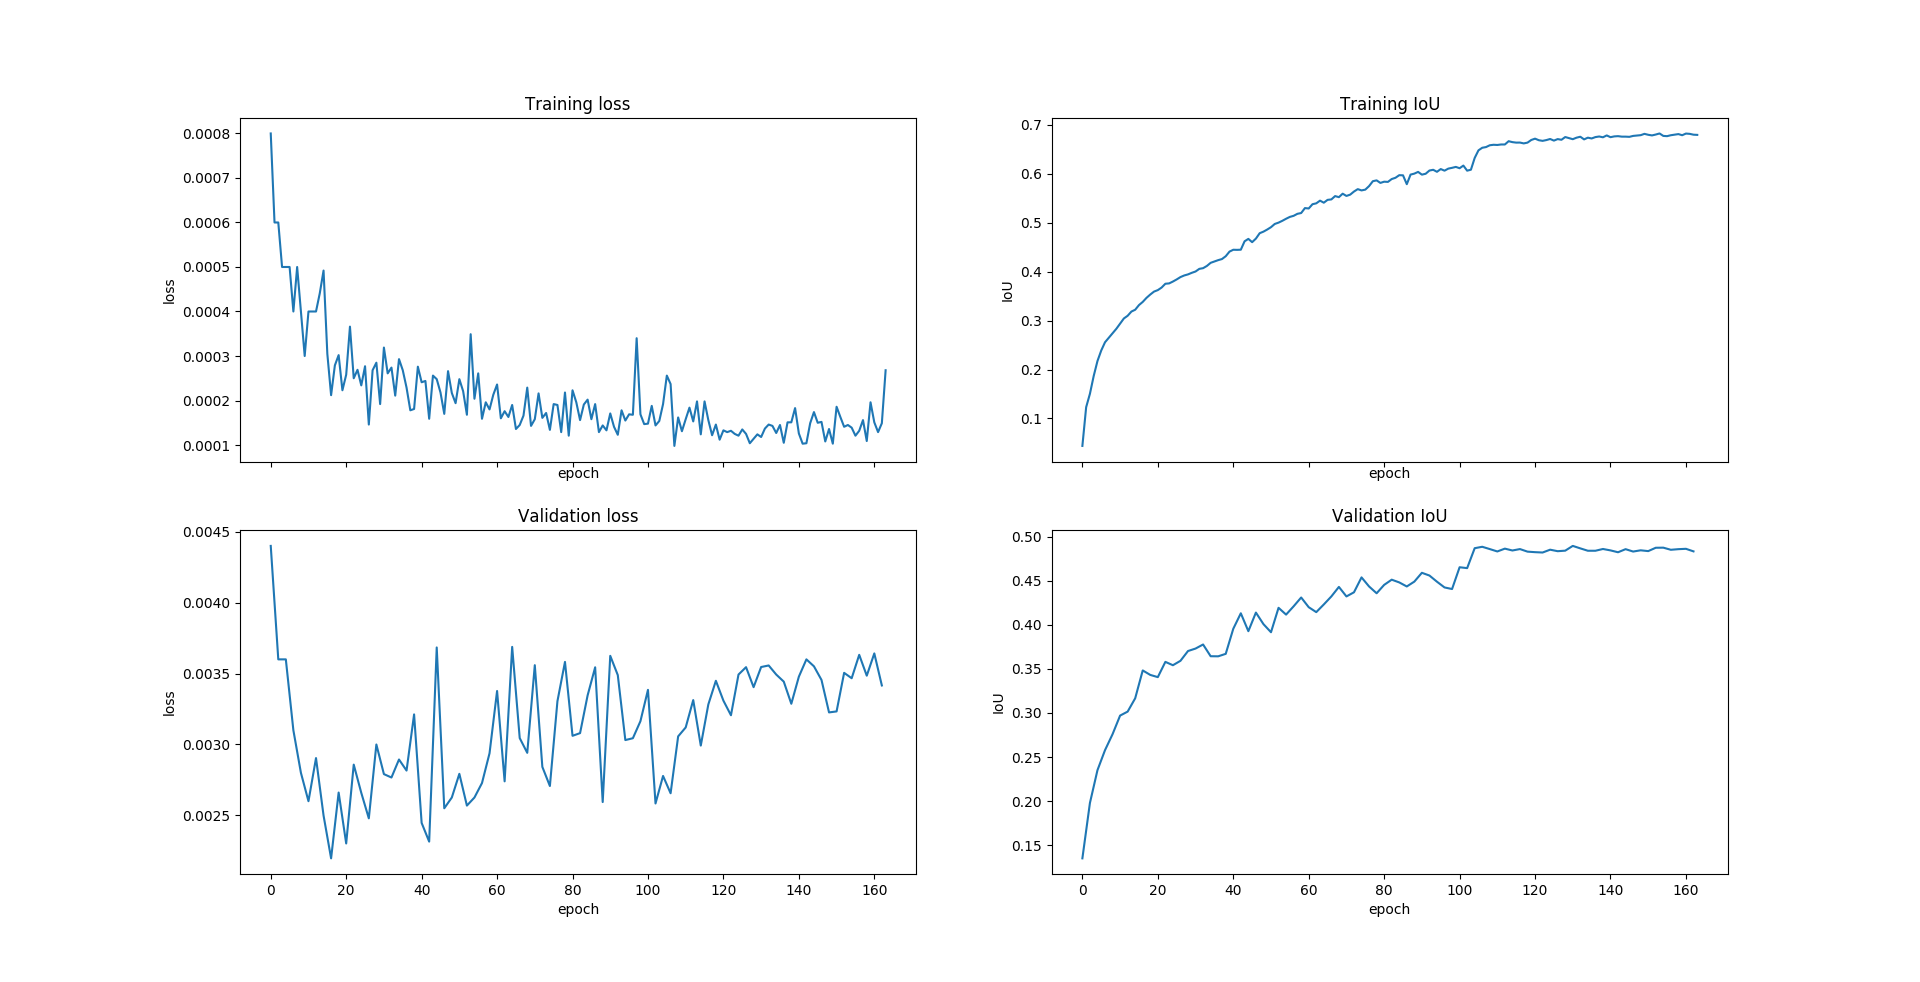 Training loss
0.0008
0.0007
0.0006
0.0005
0.0004
0.0003
0.0002
0.0001
loss
epoch
Training IoU
0.7
0.6
0.5
0.4
0.3
0.2
0.1
IoU
epoch
Validation loss
0.0045
0.0040
0.0035
0.0030
0.0025
loss
0 20 40 60 80 100 120 140 160
epoch
Validation IoU
0.50
0.45
0.40
0.35
0.30
0.25
0.20
0.15
IoU
0 20 40 60 80 100 120 140 160
epoch